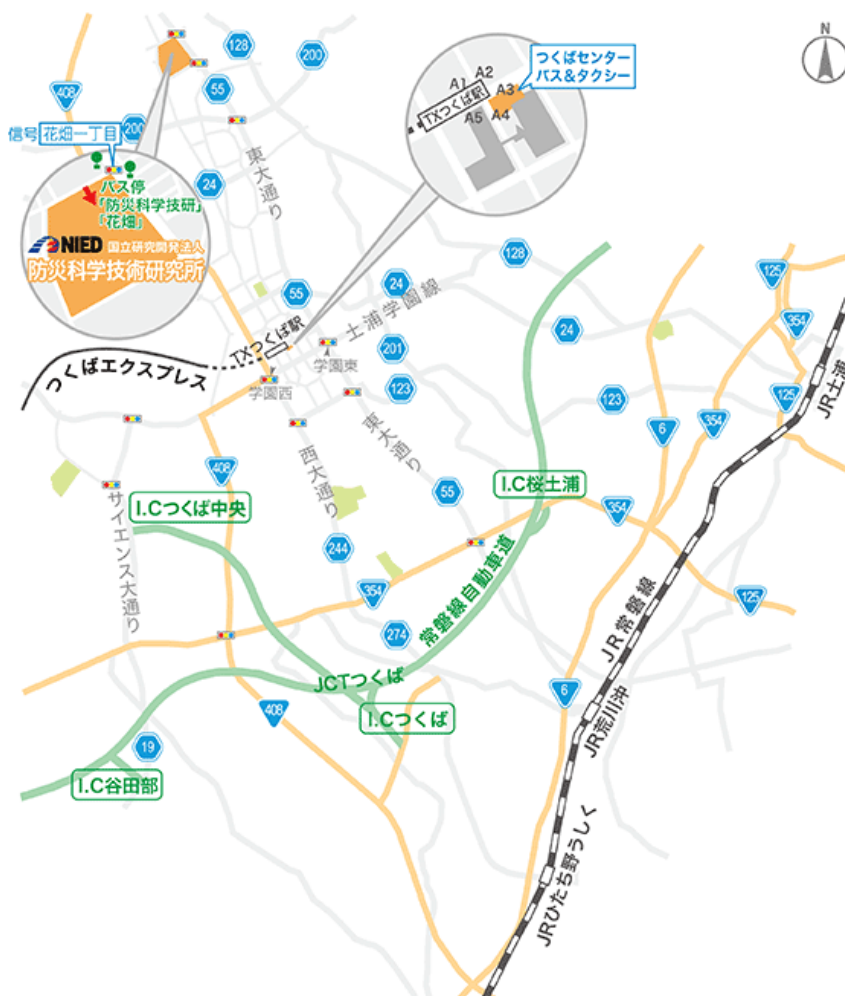 N
128
200
408
55
200
信号 花畑一丁目
バス停
「防災科学技研」
「花畑」
NIED 国立研究開発法人
防災科学技術研究所
東大通り
24
A1 A2
A3
TXつくば駅
A5 A4
つくばセンター
バス&タクシー
128
125
354
55
24
土浦学園線
24
TXつくば駅
学園東
201
つくばエクスプレス
学園西
123
123
125
JR土浦
6
354
東大通り
西大通り
408
サイエンス大通り
I.Cつくば中央
55
I.C桜土浦
354
244
354
常磐線自動車道
125
274
JR常磐線
JCTつくば
6
I.Cつくば
408
JR荒川沖
19
I.C谷田部
JRひたち野うしく